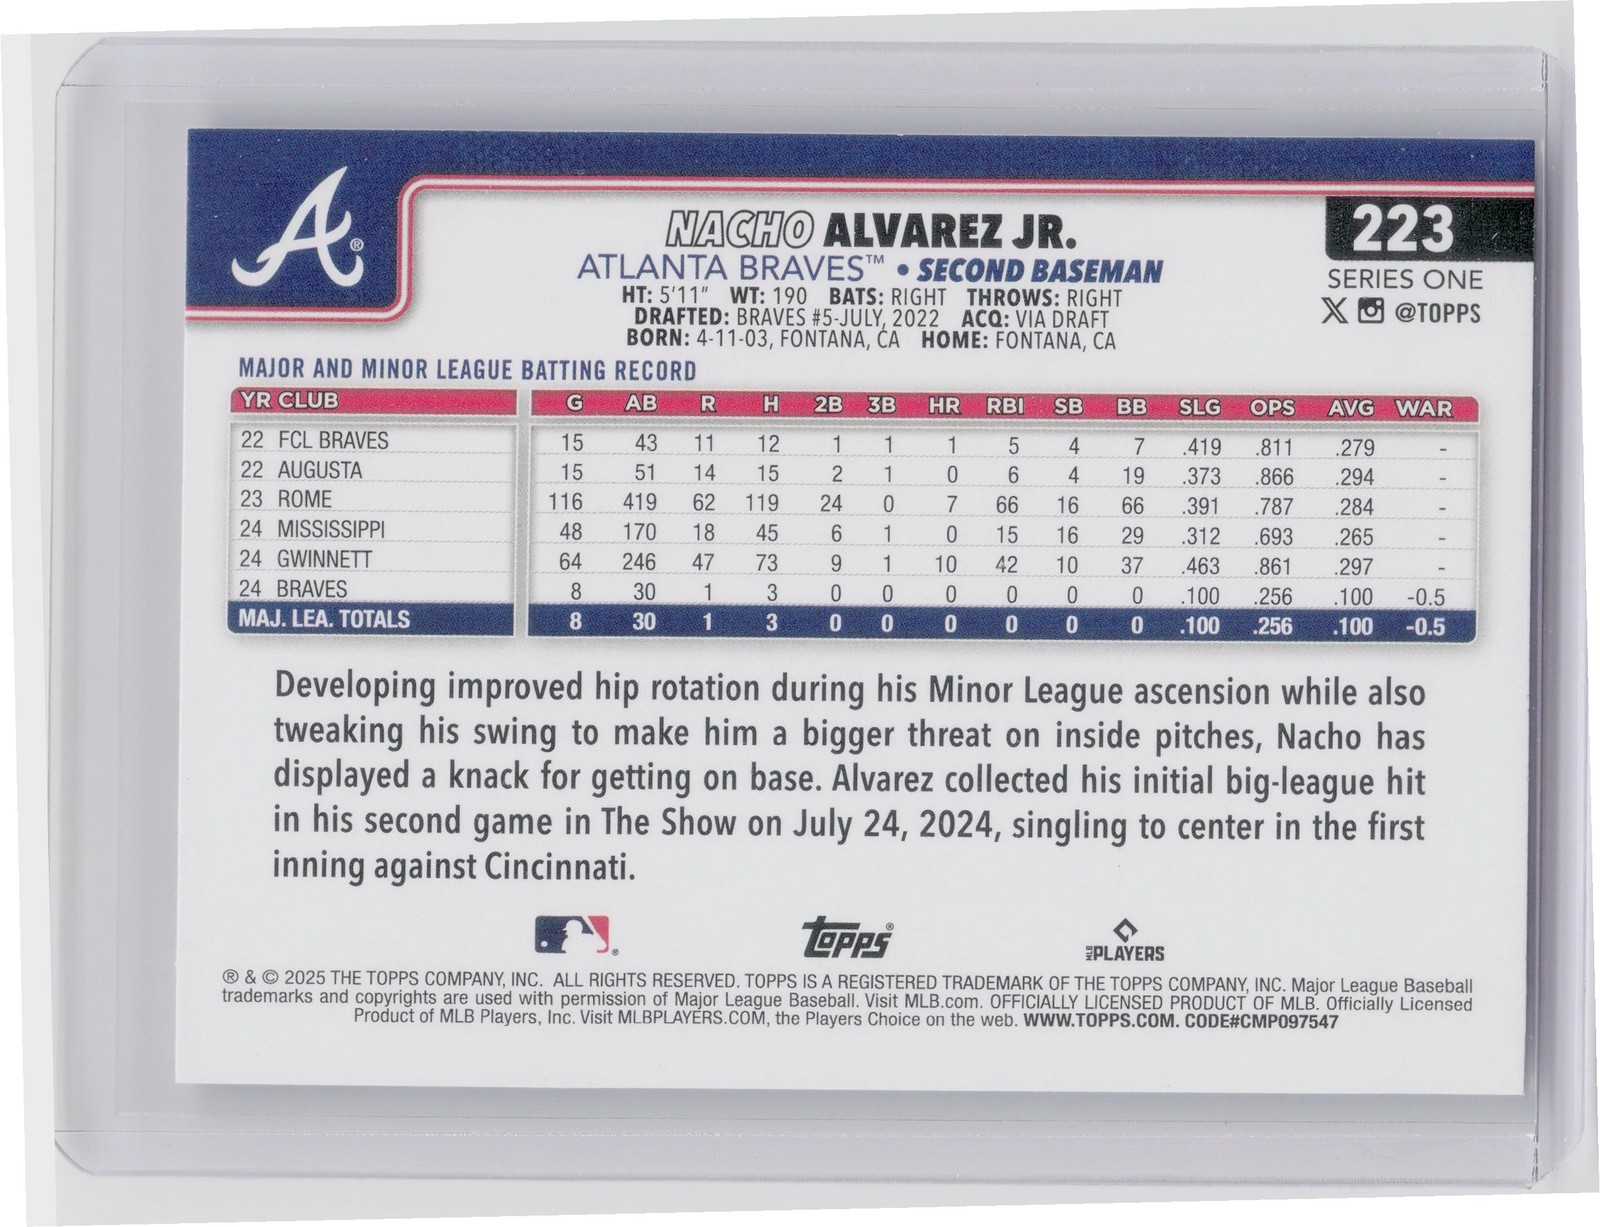 A®
NACHO ALVAREZ JR.
223
ATLANTA BRAVES™ • SECOND BASEMAN
SERIES ONE
HT: 5'11" WT: 190 BATS: RIGHT THROWS: RIGHT
@TOPPS
DRAFTED: BRAVES #5-JULY, 2022 ACQ: VIA DRAFT
BORN: 4-11-03, FONTANA, CA HOME: FONTANA, CA
MAJOR AND MINOR LEAGUE BATTING RECORD
YR CLUB G AB R H 2B 3B HR RBI SB BB SLG OPS AVG WAR
22 FCL BRAVES 15 43 11 12 1 1 1 5 4 7 .419 .811 .279 -
22 AUGUSTA 15 51 14 15 2 1 0 6 4 19 .373 .866 .294 -
23 ROME 116 419 62 119 24 0 7 66 16 66 .391 .787 .284 -
24 MISSISSIPPI 48 170 18 45 6 1 0 15 16 29 .312 .693 .265 -
24 GWINNETT 64 246 47 73 9 1 10 42 10 37 .463 .861 .297 -
24 BRAVES 8 30 1 3 0 0 0 0 0 0 .100 .256 .100 -0.5
MAJ. LEA. TOTALS 8 30 1 3 0 0 0 0 0 0 .100 .256 .100 -0.5
Developing improved hip rotation during his Minor League ascension while also
tweaking his swing to make him a bigger threat on inside pitches, Nacho has
displayed a knack for getting on base. Alvarez collected his initial big-league hit
in his second game in The Show on July 24, 2024, singling to center in the first
inning against Cincinnati.
® Topps® MLB PLAYERS
® & © 2025 THE TOPPS COMPANY, INC. ALL RIGHTS RESERVED. TOPPS IS A REGISTERED TRADEMARK OF THE TOPPS COMPANY, INC. Major League Baseball
trademarks and copyrights are used with permission of Major League Baseball. Visit MLB.com. OFFICIALLY LICENSED PRODUCT OF MLB. Officially Licensed
Product of MLB Players, Inc. Visit MLBPLAYERS.COM, the Players Choice on the web. WWW.TOPPS.COM. CODE#CMP097547